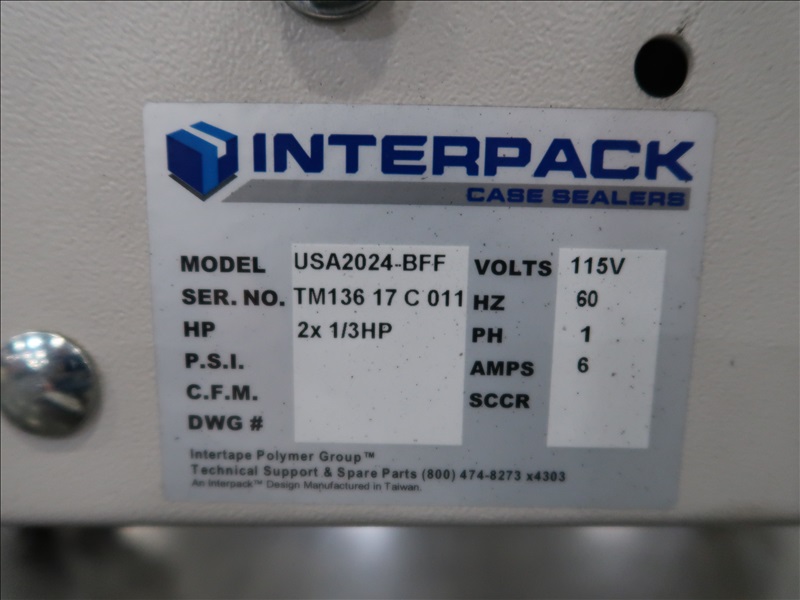 INTERPACK
CASE SEALERS
MODEL USA2024-BFF VOLTS 115V
SER. NO. TM136 17 C 011 HZ 60
HP 2x 1/3HP PH 1
P.S.I. AMPS 6
C.F.M. SCCR
DWG #
Intertape Polymer Group™
Technical Support & Spare Parts (800) 474-8273 x4303
An Interpack™ Design Manufactured in Taiwan.